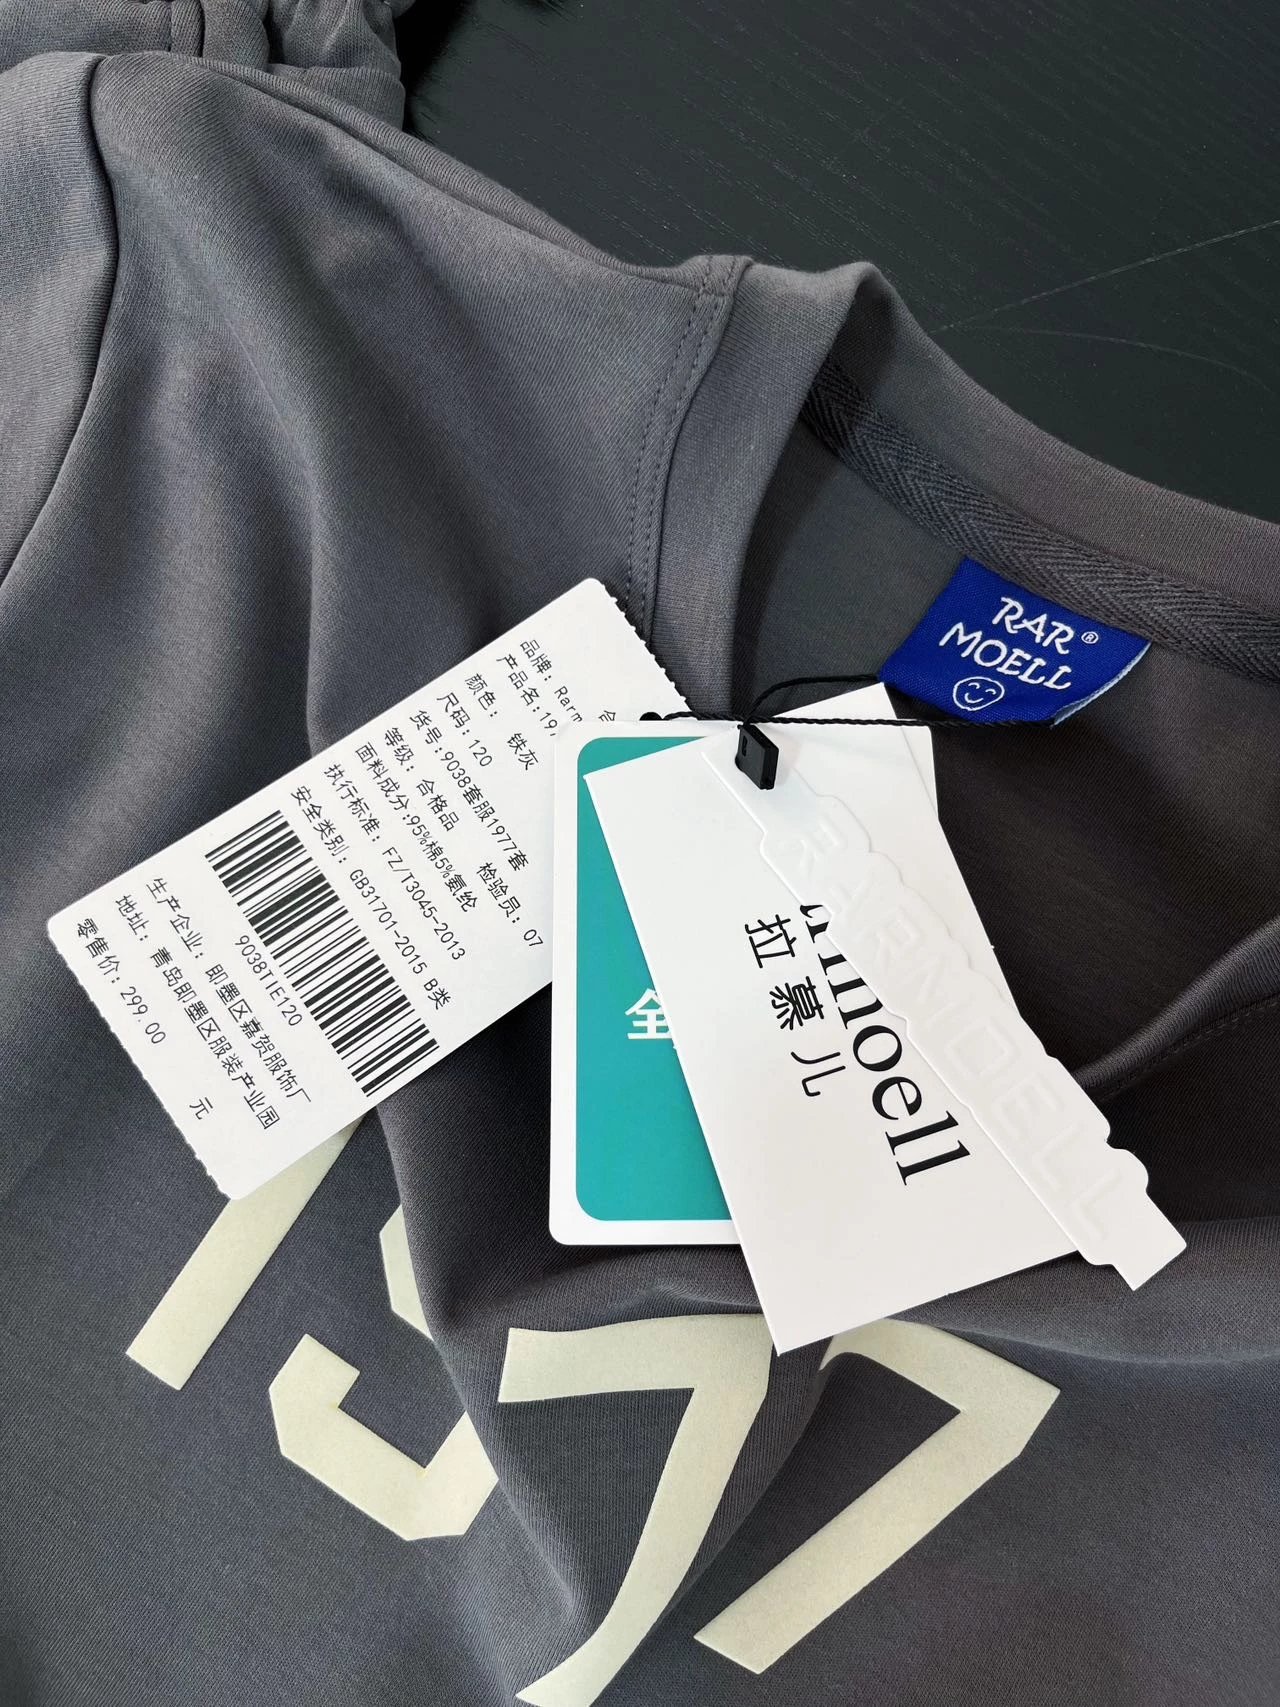 RAR®
MOELL
合
品牌: Rarm
产品名:197
颜色: 铁灰
尺码:120
货号:9038套服1977套
等级: 合格品 检验员: 07
面料成分:95%棉5%氨纶
执行标准: FZ/T3045-2013
安全类别: GB31701-2015 B类
9038TIE120
生产企业: 即墨区嘉贺服饰厂
地址: 青岛即墨区服装产业园
零售价: 299.00 元
全
rmoell
拉慕儿
RARMOELL
1977